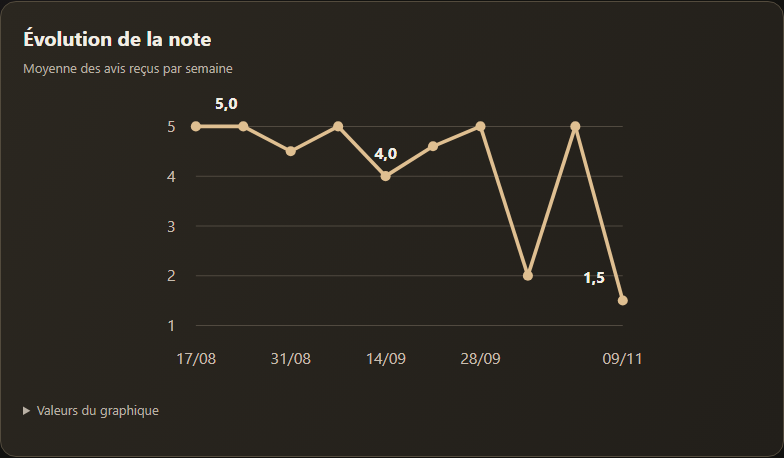 Évolution de la note
Moyenne des avis reçus par semaine
5,0
5
4,0
4
3
2
1,5
1
17/08 31/08 14/09 28/09 09/11
▶ Valeurs du graphique